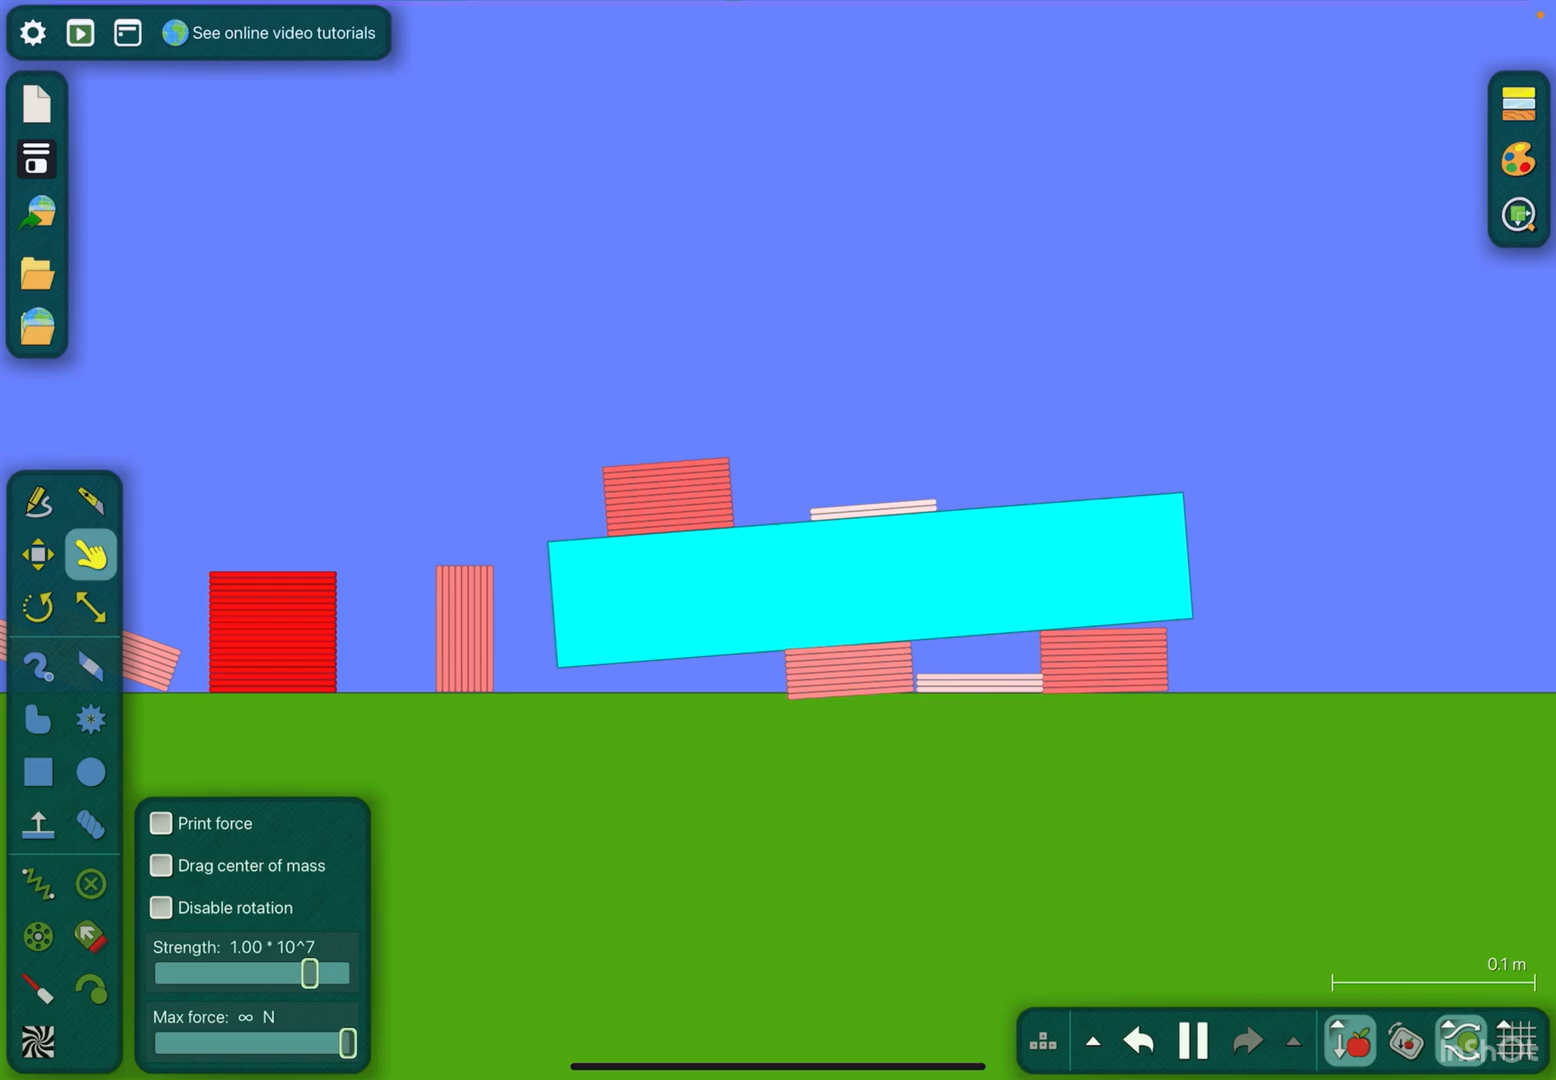 See online video tutorials
Print force
Drag center of mass
Disable rotation
Strength: 1.00 * 10^7
Max force: ∞ N
0.1 m
InShOt